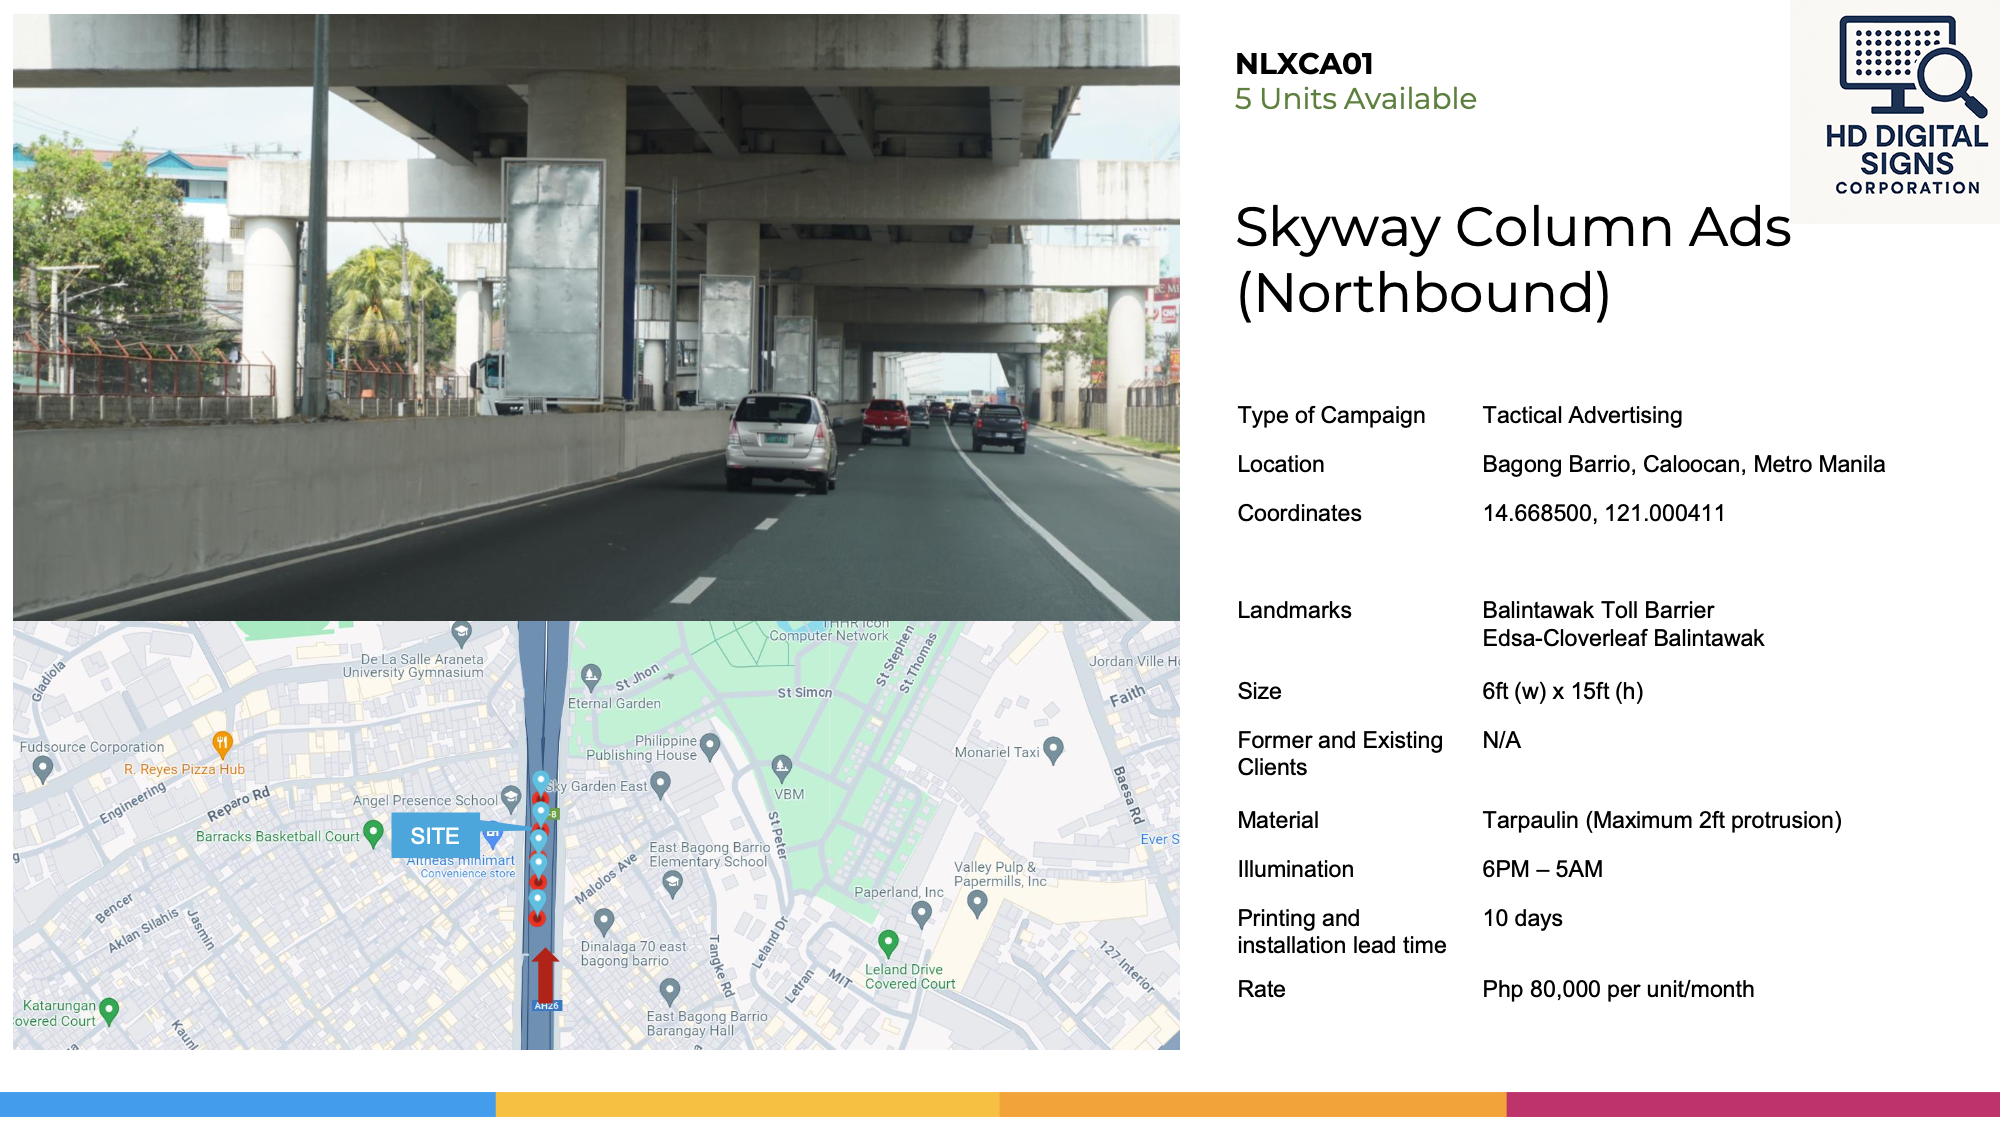 NLXCA01
5 Units Available
HD DIGITAL
SIGNS
CORPORATION
Skyway Column Ads
(Northbound)
Type of Campaign Tactical Advertising
Location Bagong Barrio, Caloocan, Metro Manila
Coordinates 14.668500, 121.000411
Landmarks Balintawak Toll Barrier
Edsa-Cloverleaf Balintawak
Size 6ft (w) x 15ft (h)
Former and Existing N/A
Clients
Material Tarpaulin (Maximum 2ft protrusion)
Illumination 6PM – 5AM
Printing and 10 days
installation lead time
Rate Php 80,000 per unit/month
Computer Network
De La Salle Araneta
University Gymnasium
St Jhon
St Stephen
St.Thomas
Jordan Ville
Gladiola
Eternal Garden
St Simon
Faith
Fudsource Corporation
Philippine
Publishing House
Monariel Taxi
R. Reyes Pizza Hub
Engineering
Reparo Rd
Angel Presence School
Sky Garden East
VBM
Baesa Rd
Barracks Basketball Court
SITE
St Peter
Ever S
Altheas minimart
Convenience store
East Bagong Barrio
Elementary School
Malolos Ave
Valley Pulp &
Papermills, Inc
Paperland, Inc
Bencer
Aklan Silahis
Jasmin
Dinalaga 70 east
bagong barrio
Tangke Rd
Leland Dr
Letran
MIT
127 Interior
Leland Drive
Covered Court
Katarungan
overed Court
Kaunl
AH26
East Bagong Barrio
Barangay Hall